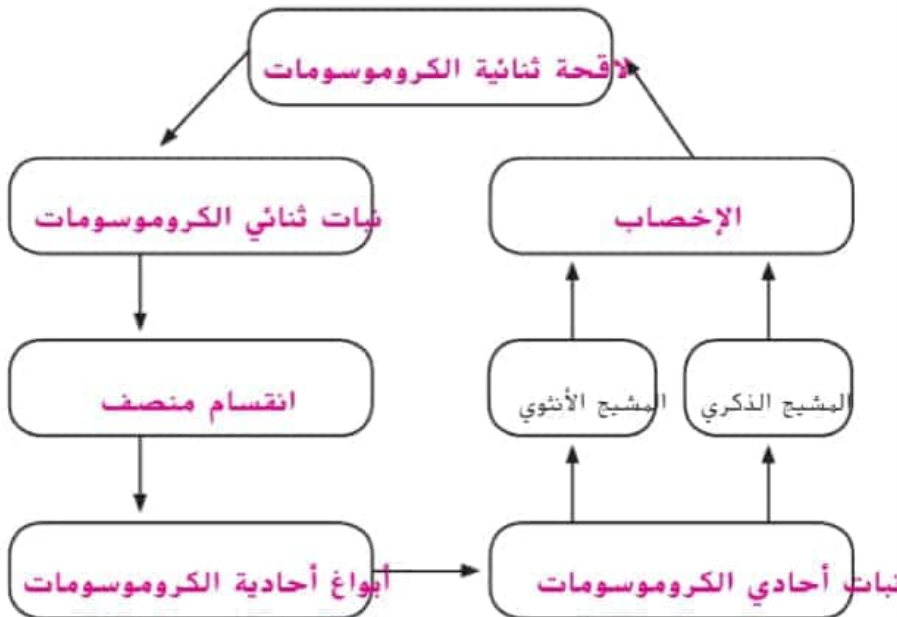 لاقحة ثنائية الكروموسومات
الإخصاب
نبات ثنائي الكروموسومات
المشيج الذكري
المشيج الأنثوي
انقسام منصف
نبات أحادي الكروموسومات
أبواغ أحادية الكروموسومات